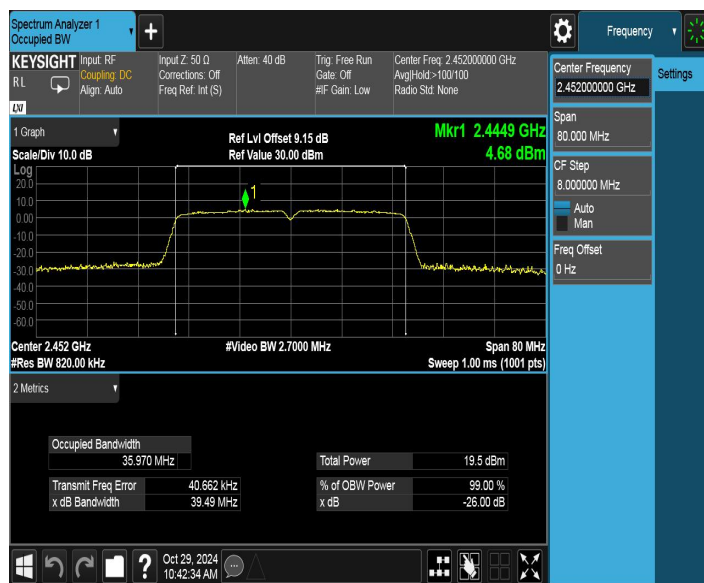 Spectrum Analyzer 1
Occupied BW
+
Frequency
KEYSIGHT
RL
LXI
Input: RF
Coupling: DC
Align: Auto
Input Z: 50 Ω
Corrections: Off
Freq Ref: Int (S)
Atten: 40 dB
Trig: Free Run
Gate: Off
#IF Gain: Low
Center Freq: 2.452000000 GHz
Avg|Hold:>100/100
Radio Std: None
Center Frequency
2.452000000 GHz
Settings
Span
80.000 MHz
CF Step
8.000000 MHz
Auto
Man
Freq Offset
0 Hz
1 Graph
Scale/Div 10.0 dB
Ref Lvl Offset 9.15 dB
Ref Value 30.00 dBm
Mkr1 2.4449 GHz
4.68 dBm
Log
20.0
10.0
0.00
-10.0
-20.0
-30.0
-40.0
-50.0
-60.0
1
Center 2.452 GHz
#Res BW 820.00 kHz
#Video BW 2.7000 MHz
Span 80 MHz
Sweep 1.00 ms (1001 pts)
2 Metrics
Occupied Bandwidth
35.970 MHz
Total Power 19.5 dBm
Transmit Freq Error 40.662 kHz
% of OBW Power 99.00 %
x dB Bandwidth 39.49 MHz
x dB -26.00 dB
?
Oct 29, 2024
10:42:34 AM